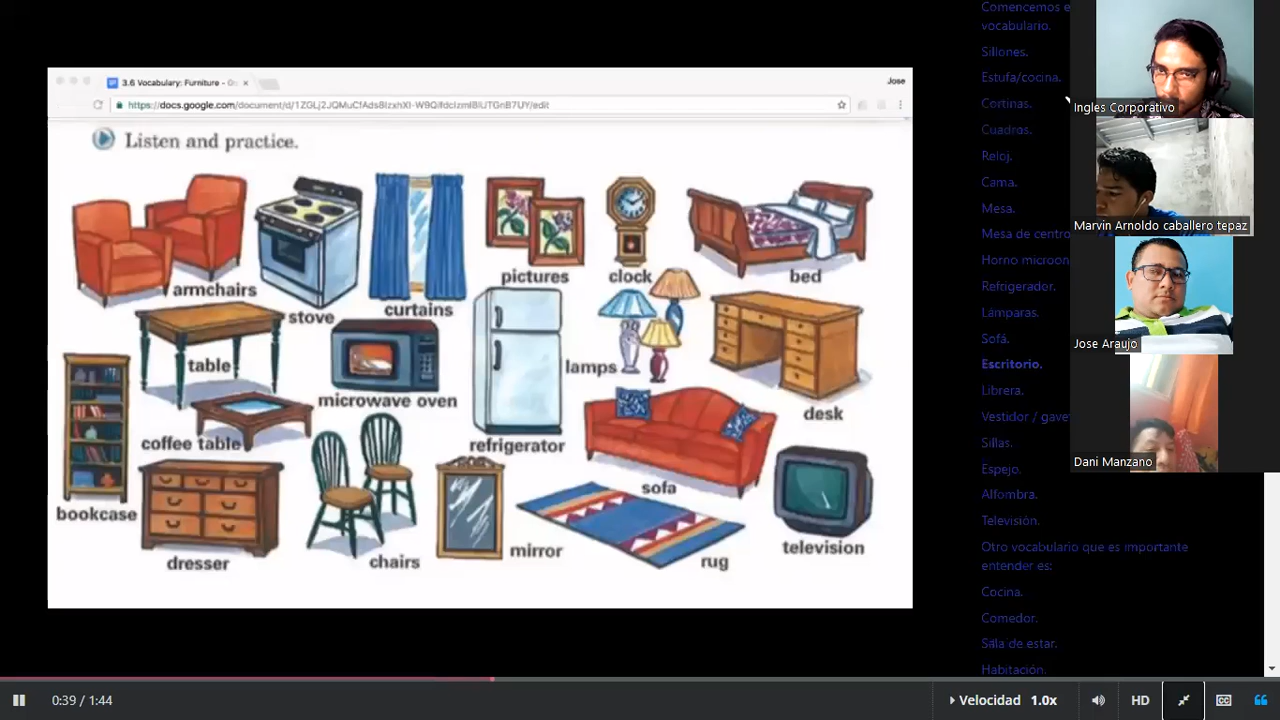 3.6 Vocabulary: Furniture -
Jose
Listen and practice.
armchairs
stove
curtains
pictures
clock
bed
table
microwave oven
refrigerator
lamps
desk
bookcase
coffee table
dresser
chairs
mirror
sofa
rug
television
Comencemos e
vocabulario.
Sillones.
Estufa/cocina.
Cortinas.
Cuadros.
Reloj.
Cama.
Mesa.
Mesa de centro
Horno microon
Refrigerador.
Lámparas.
Sofá.
Escritorio.
Librera.
Vestidor / gavet
Sillas.
Espejo.
Alfombra.
Televisión.
Otro vocabulario que es importante
entender es:
Cocina.
Comedor.
Sala de estar.
Habitación.
Ingles Corporativo
Marvin Arnoldo caballero tepaz
Jose Araujo
Dani Manzano
0:39 / 1:44
Velocidad 1.0x
HD
CC